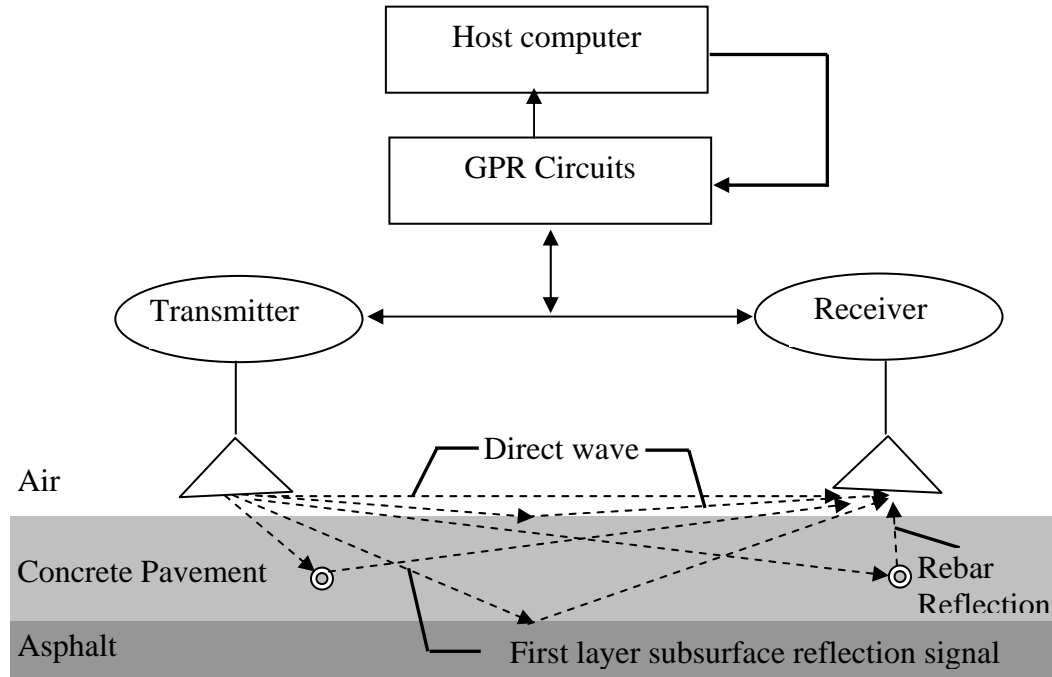 Host computer
GPR Circuits
Transmitter
Receiver
Direct wave
Air
Concrete Pavement
Rebar
Reflection
Asphalt
First layer subsurface reflection signal